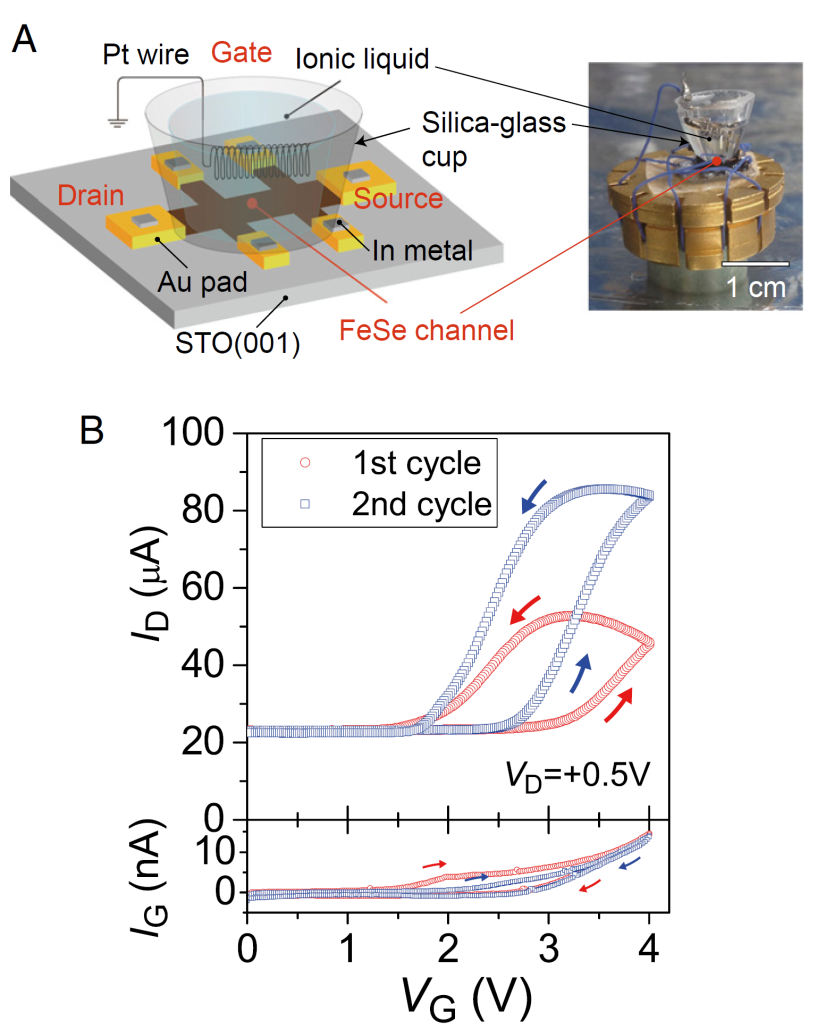 A
Pt wire
Gate
Ionic liquid
Silica-glass
cup
Drain
Source
In metal
Au pad
FeSe channel
STO(001)
1 cm
B
100
80
60
40
20
0
I_D (μA)
1st cycle
2nd cycle
V_D=+0.5V
10
0
I_G (nA)
0 1 2 3 4
V_G (V)